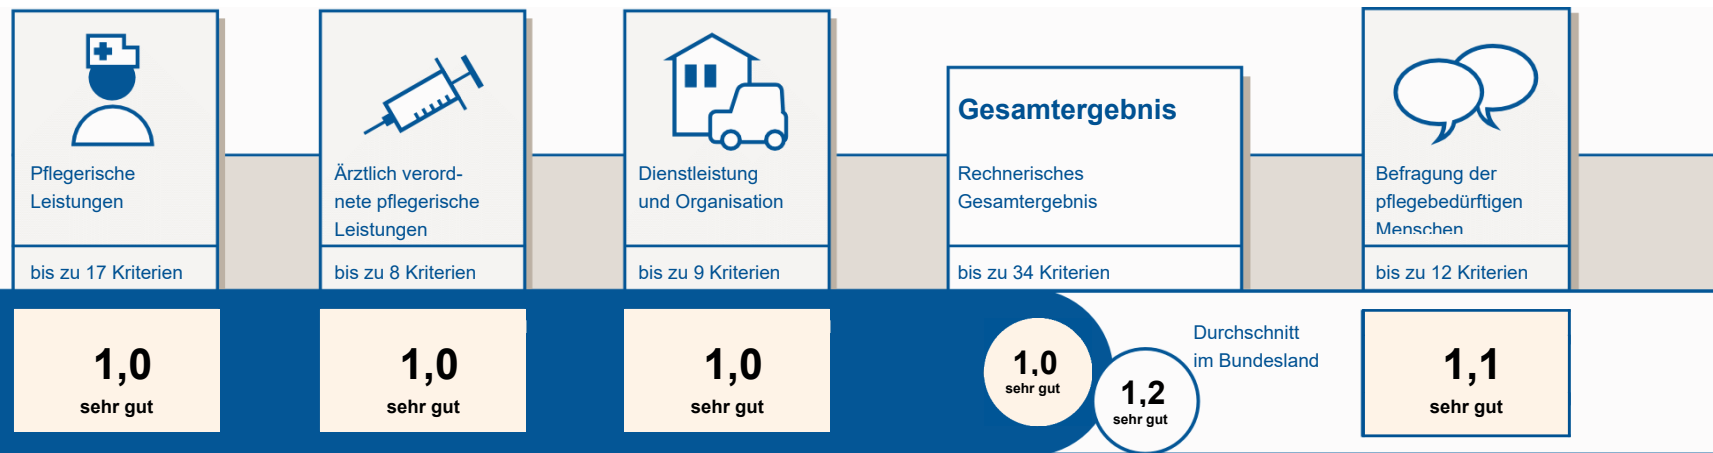 Pflegerische
Leistungen
bis zu 17 Kriterien
1,0
sehr gut
Ärztlich verord-
nete pflegerische
Leistungen
bis zu 8 Kriterien
1,0
sehr gut
Dienstleistung
und Organisation
bis zu 9 Kriterien
1,0
sehr gut
Gesamtergebnis
Rechnerisches
Gesamtergebnis
bis zu 34 Kriterien
1,0
sehr gut
1,2
sehr gut
Durchschnitt
im Bundesland
Befragung der
pflegebedürftigen
Menschen
bis zu 12 Kriterien
1,1
sehr gut